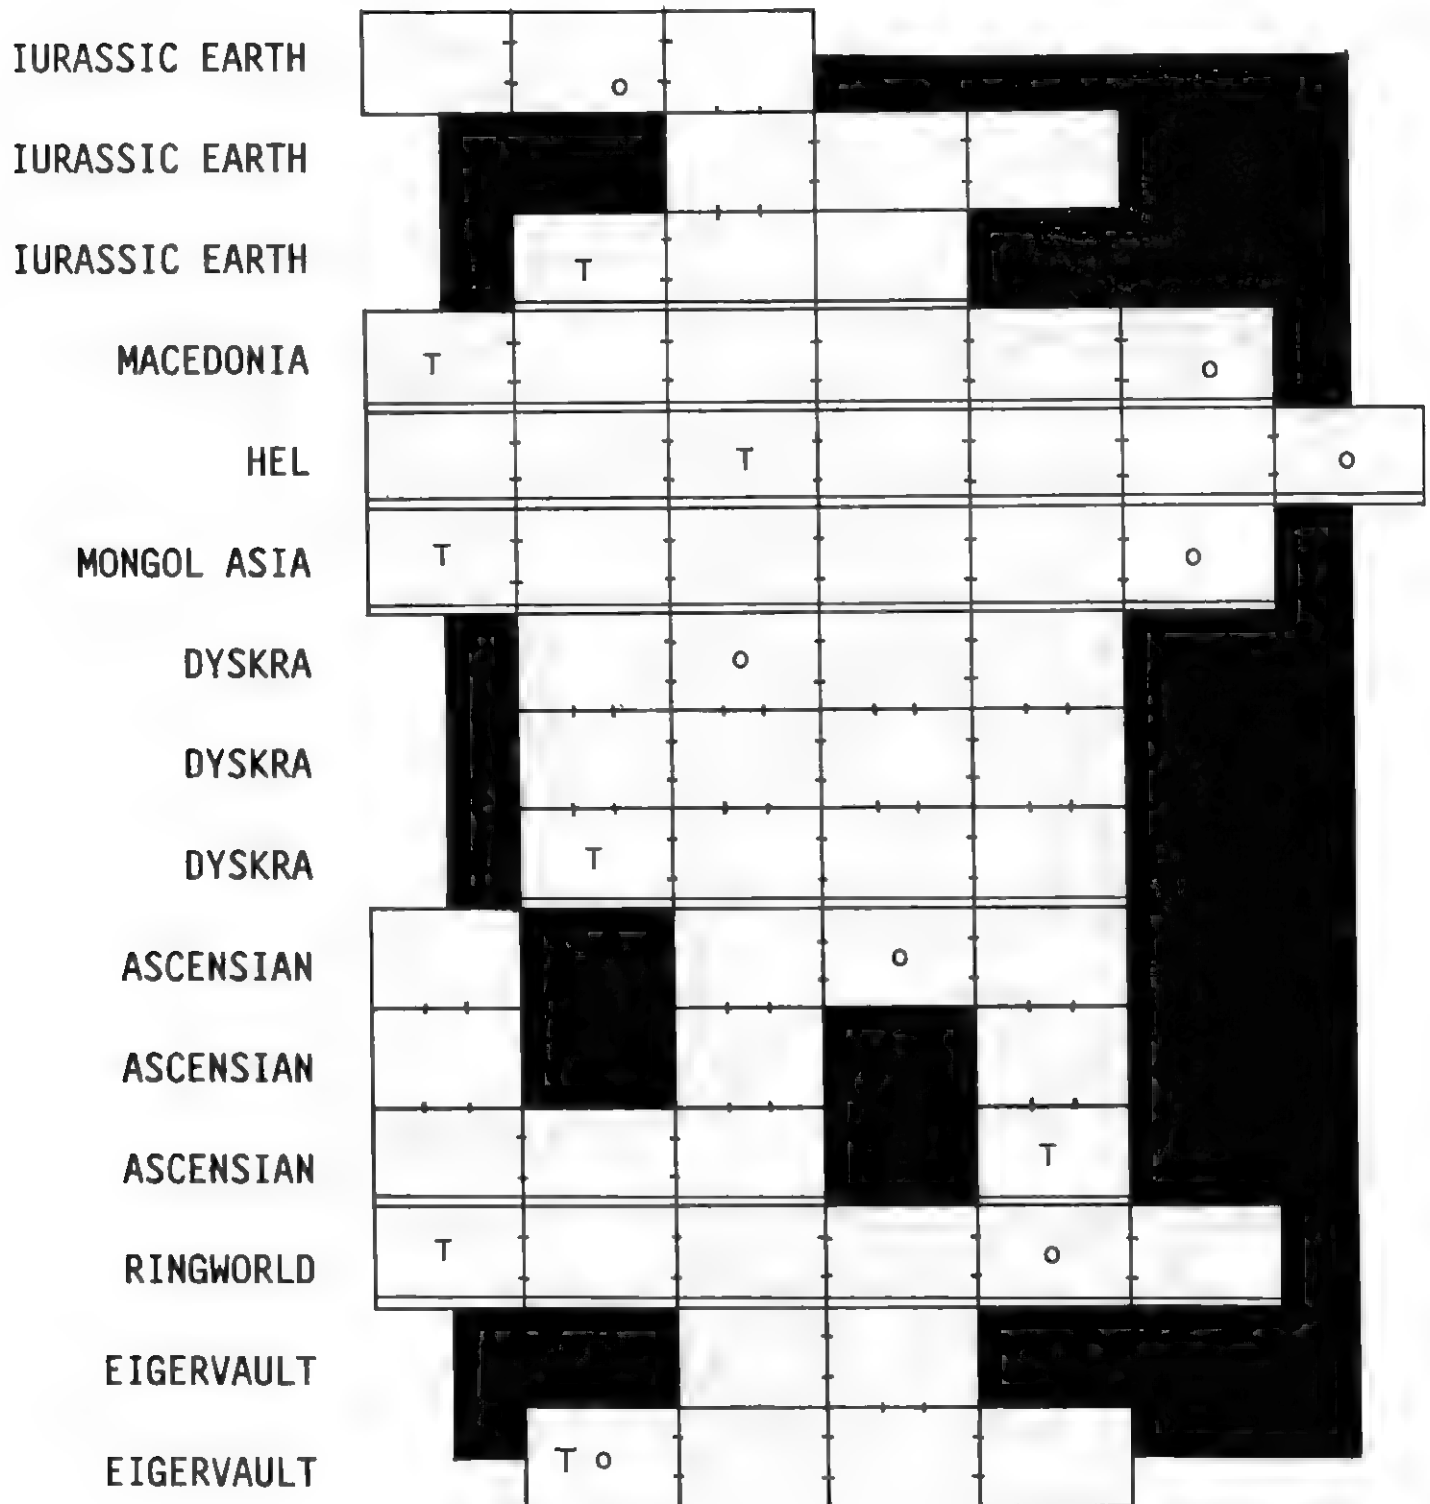 IURASSIC EARTH
O
IURASSIC EARTH
IURASSIC EARTH T
MACEDONIA T O
HEL T O
MONGOL ASIA T O
DYSKRA O
DYSKRA
DYSKRA T
ASCENSIAN O
ASCENSIAN
ASCENSIAN T
RINGWORLD T O
EIGERVAULT
EIGERVAULT T O